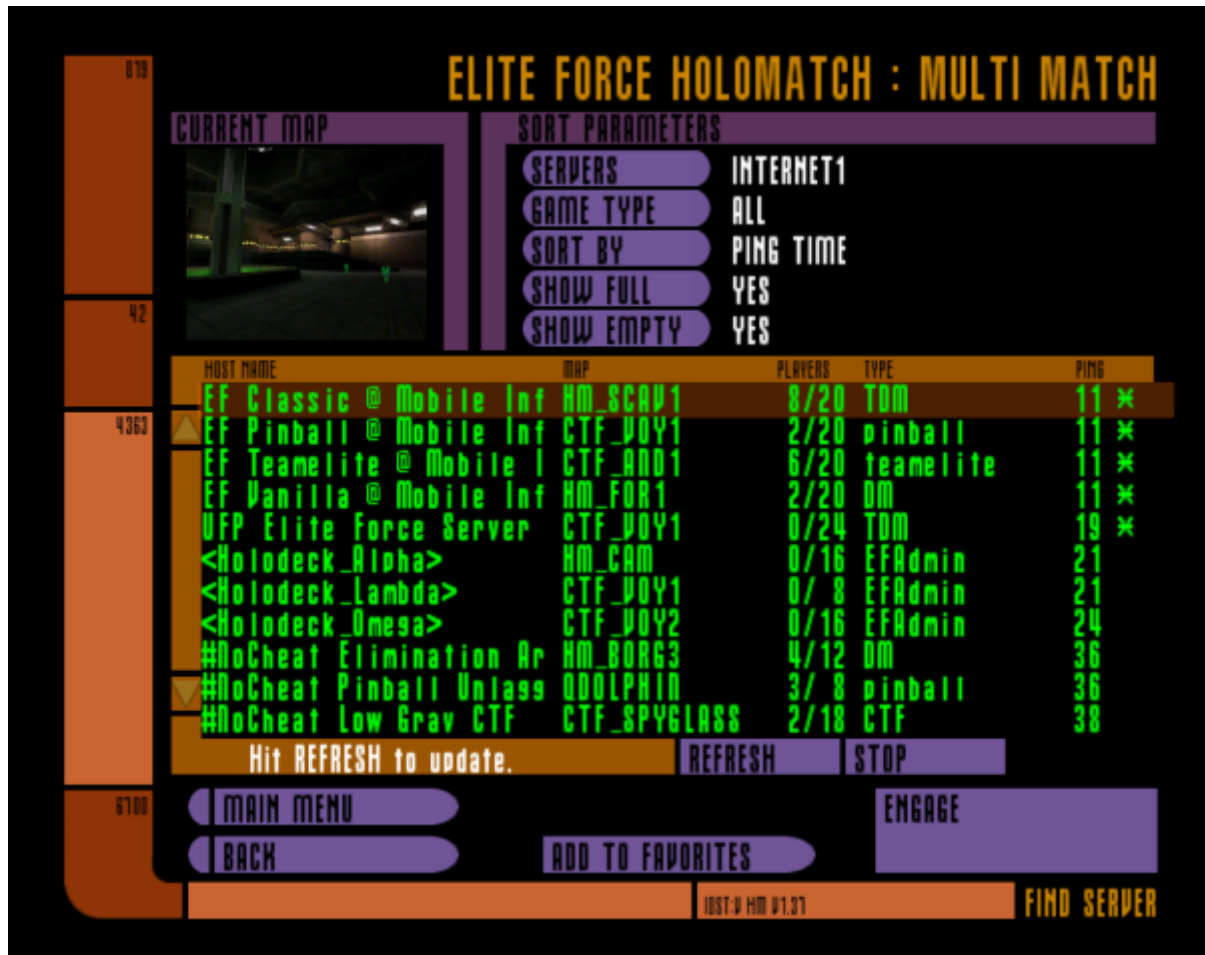 879
ELITE FORCE HOLOMATCH : MULTI MATCH
CURRENT MAP
SORT PARAMETERS
SERVERS INTERNET1
GAME TYPE ALL
SORT BY PING TIME
SHOW FULL YES
42
SHOW EMPTY YES
HOST NAME MAP PLAYERS TYPE PING
EF Classic @ Mobile Inf HM_SCAV1 8/20 TDM 11
4363
EF Pinball @ Mobile Inf CTF_VOY1 2/20 pinball 11
EF Teamelite @ Mobile I CTF_AND1 6/20 teamelite 11
EF Vanilla @ Mobile Inf HM_FOR1 2/20 DM 11
UFP Elite Force Server CTF_VOY1 0/24 TDM 19
<Holodeck_Alpha> HM_CAM 0/16 EFAdmin 21
<Holodeck_Lambda> CTF_VOY1 0/ 8 EFAdmin 21
<Holodeck_Omega> CTF_VOY2 0/16 EFAdmin 24
#NoCheat Elimination Ar HM_BORG3 4/12 DM 36
#NoCheat Pinball Unlagg QDOLPHIN 3/ 8 pinball 36
#NoCheat Low Grav CTF CTF_SPYGLASS 2/18 CTF 38
Hit REFRESH to update. REFRESH STOP
6700
MAIN MENU
ENGAGE
BACK
ADD TO FAVORITES
IOST:V HM V1.37
FIND SERVER